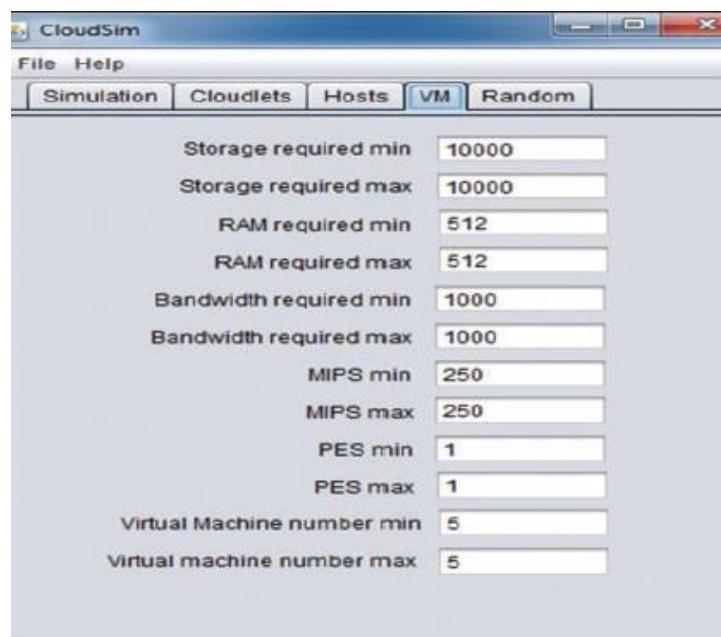 CloudSim
File Help
Simulation Cloudlets Hosts VM Random
Storage required min 10000
Storage required max 10000
RAM required min 512
RAM required max 512
Bandwidth required min 1000
Bandwidth required max 1000
MIPS min 250
MIPS max 250
PES min 1
PES max 1
Virtual Machine number min 5
Virtual machine number max 5